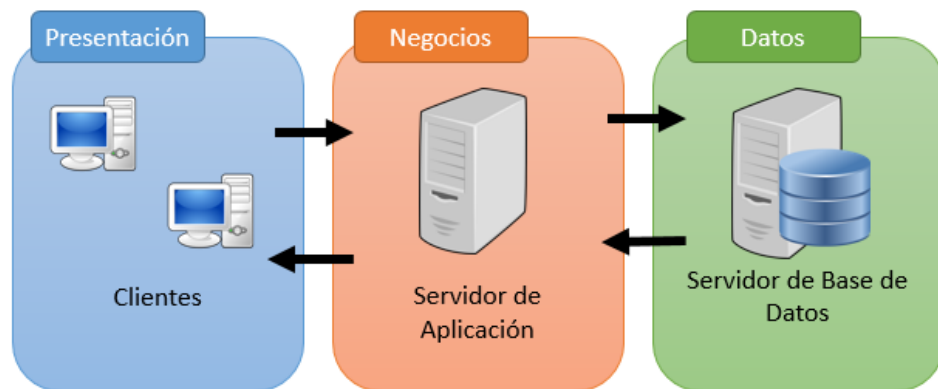 Presentación
Negocios
Datos
Clientes
Servidor de
Aplicación
Servidor de Base de
Datos